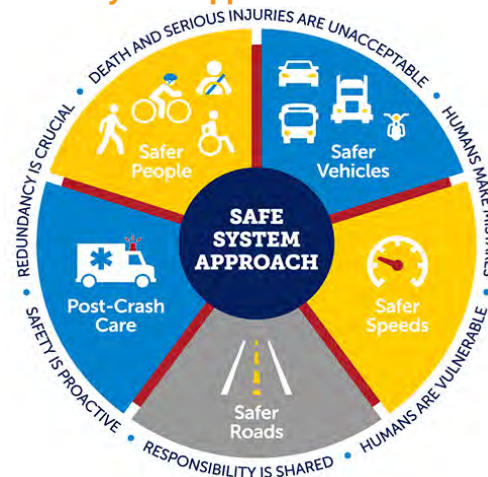 DEATH AND SERIOUS INJURIES ARE UNACCEPTABLE
HUMANS MAKE MISTAKES
HUMANS ARE VULNERABLE
RESPONSIBILITY IS SHARED
SAFETY IS PROACTIVE
REDUNDANCY IS CRUCIAL
Safer
People
Safer
Vehicles
SAFE
SYSTEM
APPROACH
Post-Crash
Care
Safer
Speeds
Safer
Roads